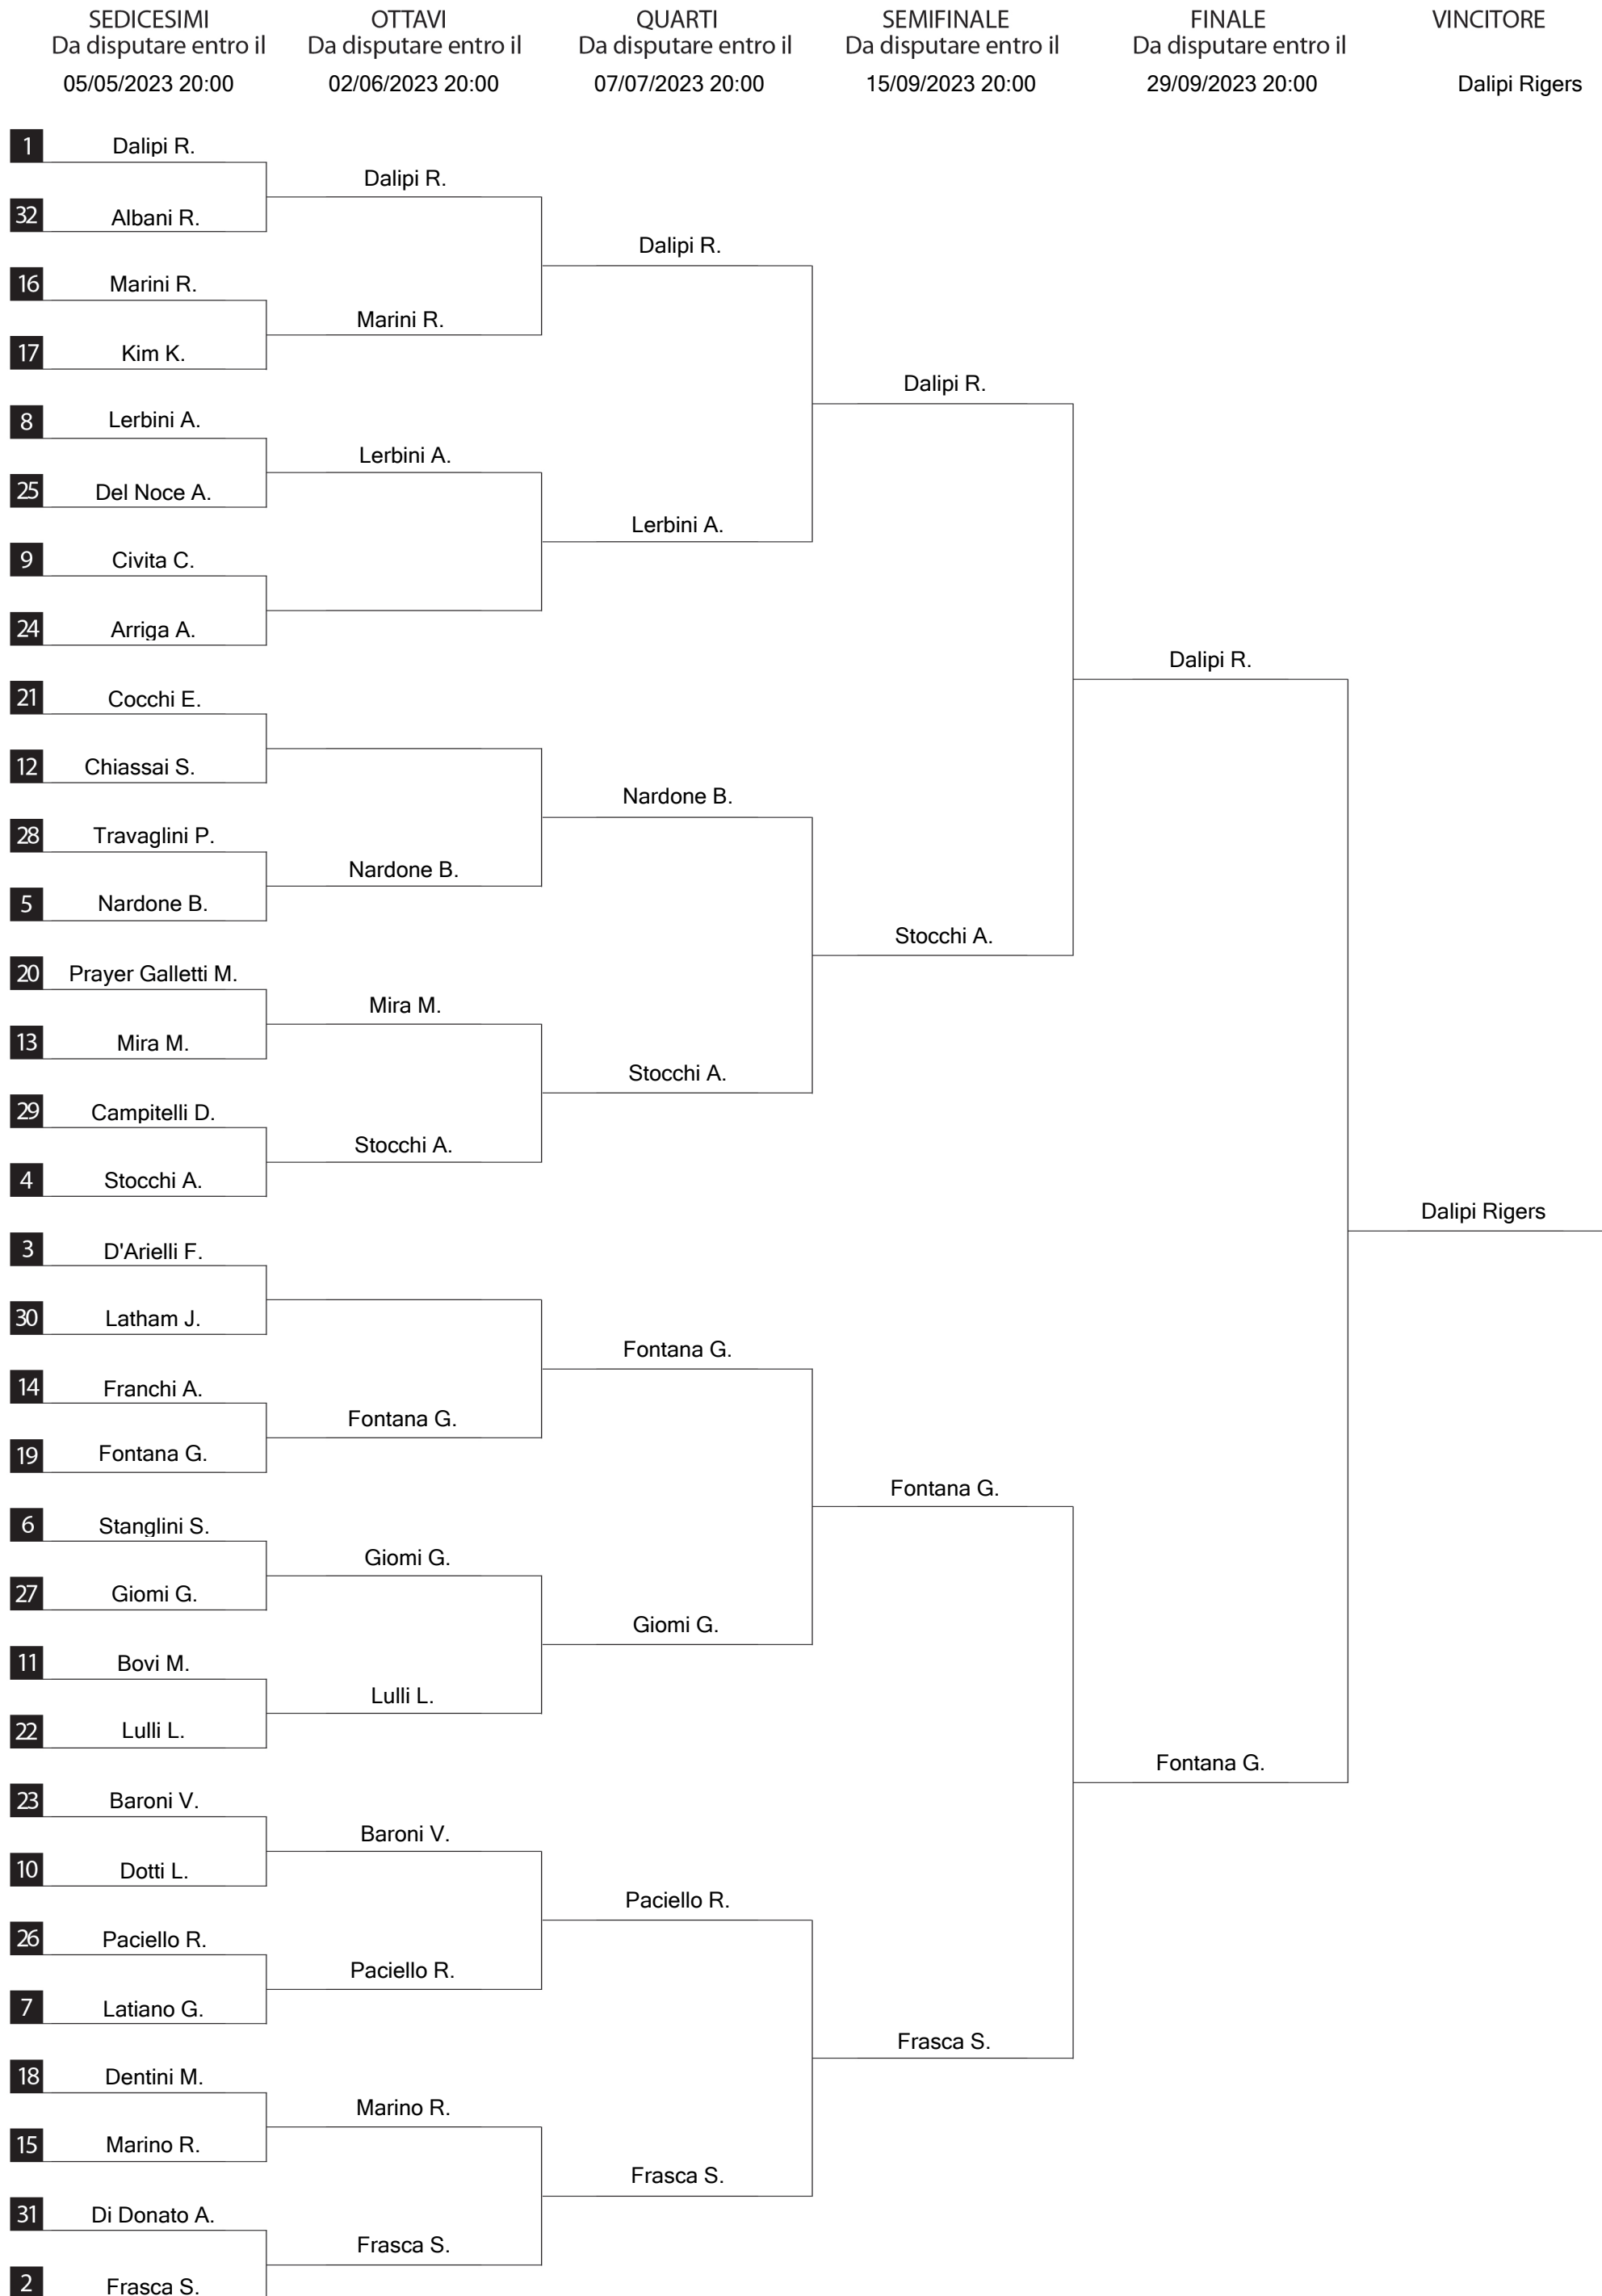 SEDICESIMI
Da disputare entro il
05/05/2023 20:00
OTTAVI
Da disputare entro il
02/06/2023 20:00
QUARTI
Da disputare entro il
07/07/2023 20:00
SEMIFINALE
Da disputare entro il
15/09/2023 20:00
FINALE
Da disputare entro il
29/09/2023 20:00
VINCITORE
Dalipi Rigers
1 Dalipi R.
32 Albani R.
16 Marini R.
17 Kim K.
8 Lerbini A.
25 Del Noce A.
9 Civita C.
24 Arriga A.
21 Cocchi E.
12 Chiassai S.
28 Travaglini P.
5 Nardone B.
20 Prayer Galletti M.
13 Mira M.
29 Campitelli D.
4 Stocchi A.
3 D'Arielli F.
30 Latham J.
14 Franchi A.
19 Fontana G.
6 Stanglini S.
27 Giomi G.
11 Bovi M.
22 Lulli L.
23 Baroni V.
10 Dotti L.
26 Paciello R.
7 Latiano G.
18 Dentini M.
15 Marino R.
31 Di Donato A.
2 Frasca S.
Dalipi R.
Marini R.
Lerbini A.
Nardone B.
Mira M.
Stocchi A.
Fontana G.
Giomi G.
Lulli L.
Baroni V.
Paciello R.
Marino R.
Frasca S.
Dalipi R.
Lerbini A.
Nardone B.
Stocchi A.
Fontana G.
Giomi G.
Paciello R.
Frasca S.
Dalipi R.
Stocchi A.
Fontana G.
Frasca S.
Dalipi R.
Fontana G.
Dalipi Rigers